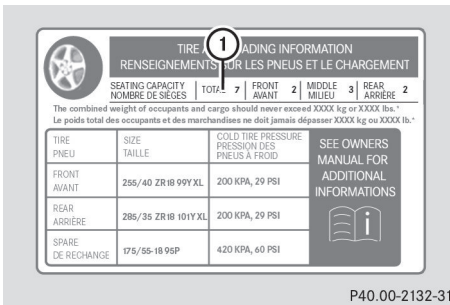 1
TIRE A ADING INFORMATION
RENSEIGNEMENTS SUR LES PNEUS ET LE CHARGEMENT
SEATING CAPACITY TOTAL 7 FRONT 2 MIDDLE 3 REAR 2
NOMBRE DE SIÈGES AVANT MILIEU ARRIÈRE
The combined weight of occupants and cargo should never exceed XXXX kg or XXXX lbs.*
Le poids total des occupants et des marchandises ne doit jamais dépasser XXXX kg ou XXXX lb.*
TIRE
PNEU
SIZE
TAILLE
COLD TIRE PRESSURE
PRESSION DES
PNEUS À FROID
SEE OWNERS
MANUAL FOR
ADDITIONAL
INFORMATIONS
FRONT
AVANT
255/40 ZR18 99Y XL
200 KPA, 29 PSI
REAR
ARRIÈRE
285/35 ZR18 101Y XL
200 KPA, 29 PSI
SPARE
DE RECHANGE
175/55-18 95P
420 KPA, 60 PSI
P40.00-2132-31